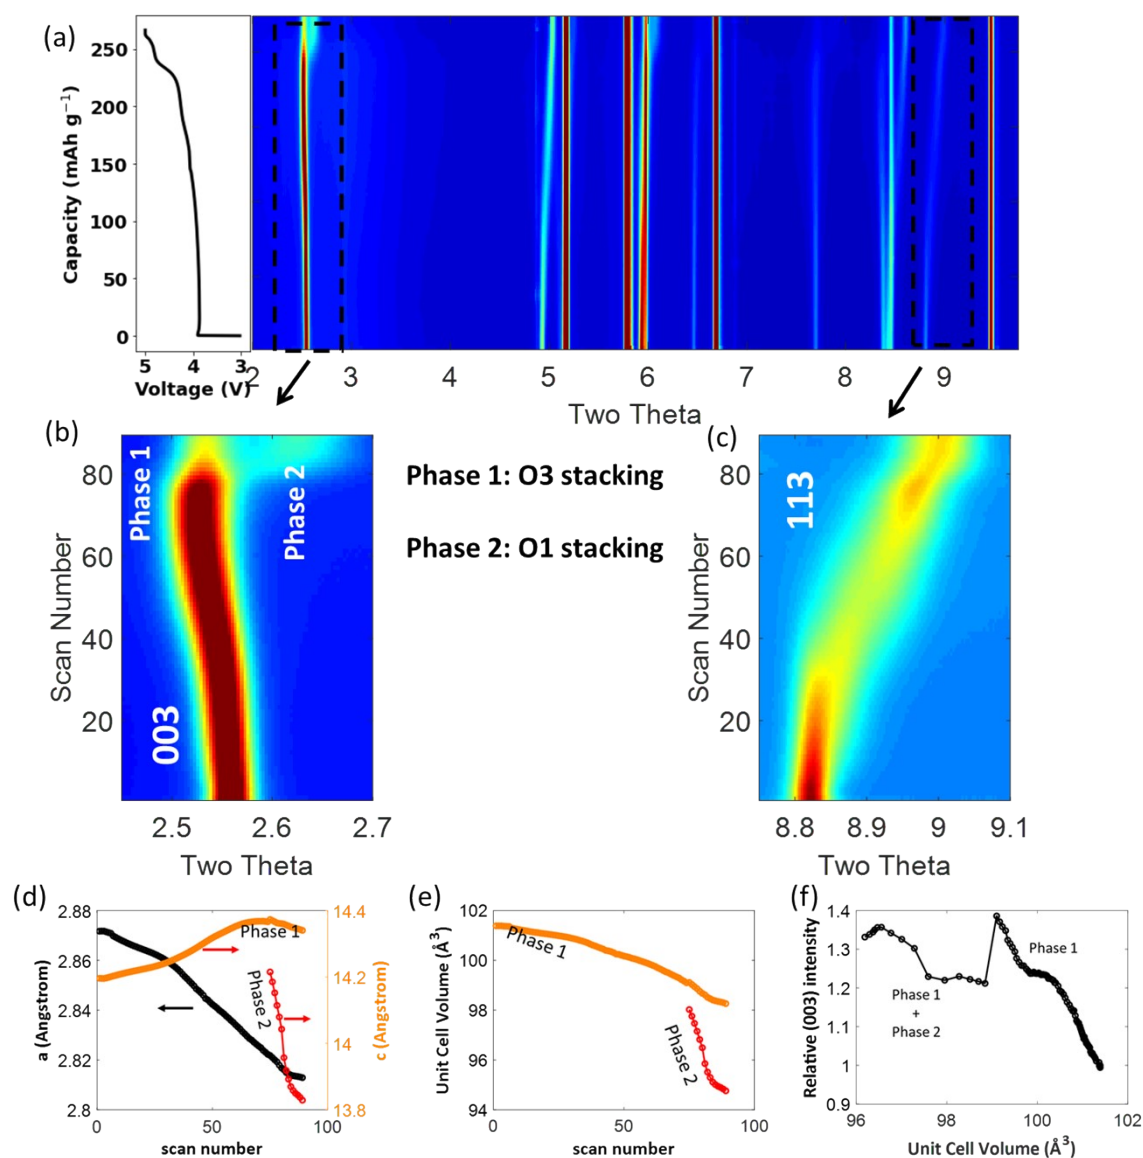 (a)
250
200
150
100
50
0
Capacity (mAh g⁻¹)
5 4 3
Voltage (V)
2 3 4 5 6 7 8 9
Two Theta
(b)
Phase 1
Phase 2
003
80
60
40
20
Scan Number
2.5 2.6 2.7
Two Theta
Phase 1: O3 stacking
Phase 2: O1 stacking
(c)
113
80
60
40
20
Scan Number
8.8 8.9 9 9.1
Two Theta
(d)
2.88
2.86
2.84
2.82
2.8
a (Angstrom)
Phase 1
Phase 2
14.4
14.2
14
13.8
c (Angstrom)
0 50 100
scan number
(e)
102
100
98
96
94
Unit Cell Volume (Å³)
Phase 1
Phase 2
0 50 100
scan number
(f)
1.4
1.3
1.2
1.1
1
0.9
Relative (003) intensity
Phase 1
Phase 1
+
Phase 2
96 98 100 102
Unit Cell Volume (Å³)